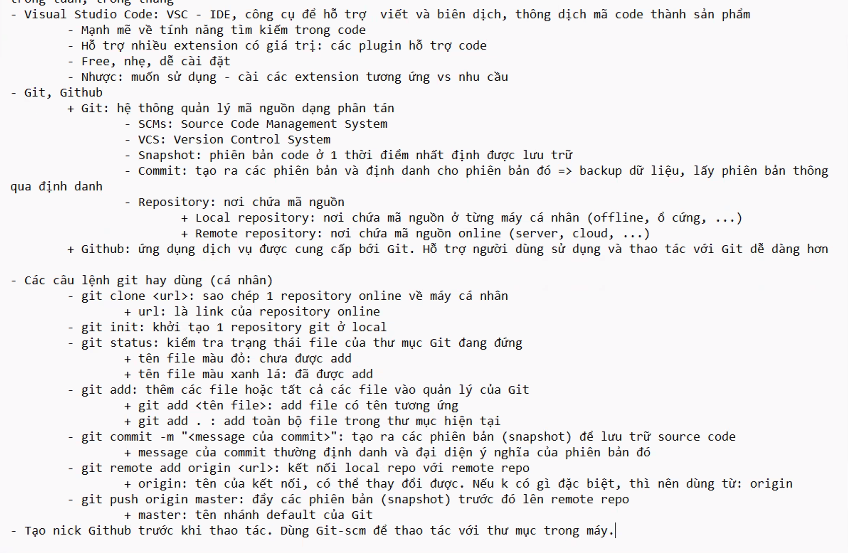 trong tuần, trong tháng
- Visual Studio Code: VSC - IDE, công cụ để hỗ trợ  viết và biên dịch, thông dịch mã code thành sản phẩm
- Mạnh mẽ về tính năng tìm kiếm trong code
- Hỗ trợ nhiều extension có giá trị: các plugin hỗ trợ code
- Free, nhẹ, dễ cài đặt
- Nhược: muốn sử dụng - cài các extension tương ứng vs nhu cầu
- Git, Github
+ Git: hệ thống quản lý mã nguồn dạng phân tán
- SCMs: Source Code Management System
- VCS: Version Control System
- Snapshot: phiên bản code ở 1 thời điểm nhất định được lưu trữ
- Commit: tạo ra các phiên bản và định danh cho phiên bản đó => backup dữ liệu, lấy phiên bản thông
qua định danh
- Repository: nơi chứa mã nguồn
+ Local repository: nơi chứa mã nguồn ở từng máy cá nhân (offline, ổ cứng, ...)
+ Remote repository: nơi chứa mã nguồn online (server, cloud, ...)
+ Github: ứng dụng dịch vụ được cung cấp bởi Git. Hỗ trợ người dùng sử dụng và thao tác với Git dễ dàng hơn
- Các câu lệnh git hay dùng (cá nhân)
- git clone <url>: sao chép 1 repository online về máy cá nhân
+ url: là link của repository online
- git init: khởi tạo 1 repository git ở local
- git status: kiểm tra trạng thái file của thư mục Git đang đứng
+ tên file màu đỏ: chưa được add
+ tên file màu xanh lá: đã được add
- git add: thêm các file hoặc tất cả các file vào quản lý của Git
+ git add <tên file>: add file có tên tương ứng
+ git add . : add toàn bộ file trong thư mục hiện tại
- git commit -m "<message của commit>": tạo ra các phiên bản (snapshot) để lưu trữ source code
+ message của commit thường định danh và đại diện ý nghĩa của phiên bản đó
- git remote add origin <url>: kết nối local repo với remote repo
+ origin: tên của kết nối, có thể thay đổi được. Nếu k có gì đặc biệt, thì nên dùng từ: origin
- git push origin master: đẩy các phiên bản (snapshot) trước đó lên remote repo
+ master: tên nhánh default của Git
- Tạo nick Github trước khi thao tác. Dùng Git-scm để thao tác với thư mục trong máy.